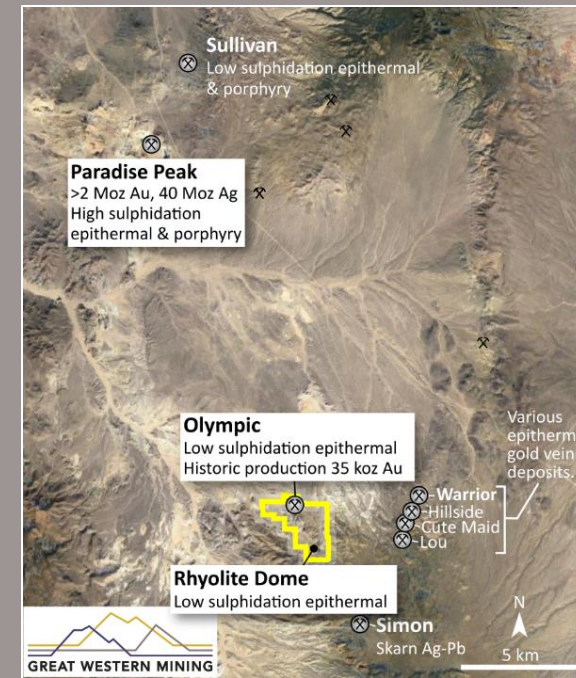 Sullivan
Low sulphidation epithermal
& porphyry
Paradise Peak
>2 Moz Au, 40 Moz Ag
High sulphidation
epithermal & porphyry
Olympic
Low sulphidation epithermal
Historic production 35 koz Au
Various
epitherm
gold vein
deposits.
Warrior
Hillside
Cute Maid
Lou
Rhyolite Dome
Low sulphidation epithermal
Simon
Skarn Ag-Pb
N
5 km
GREAT WESTERN MINING